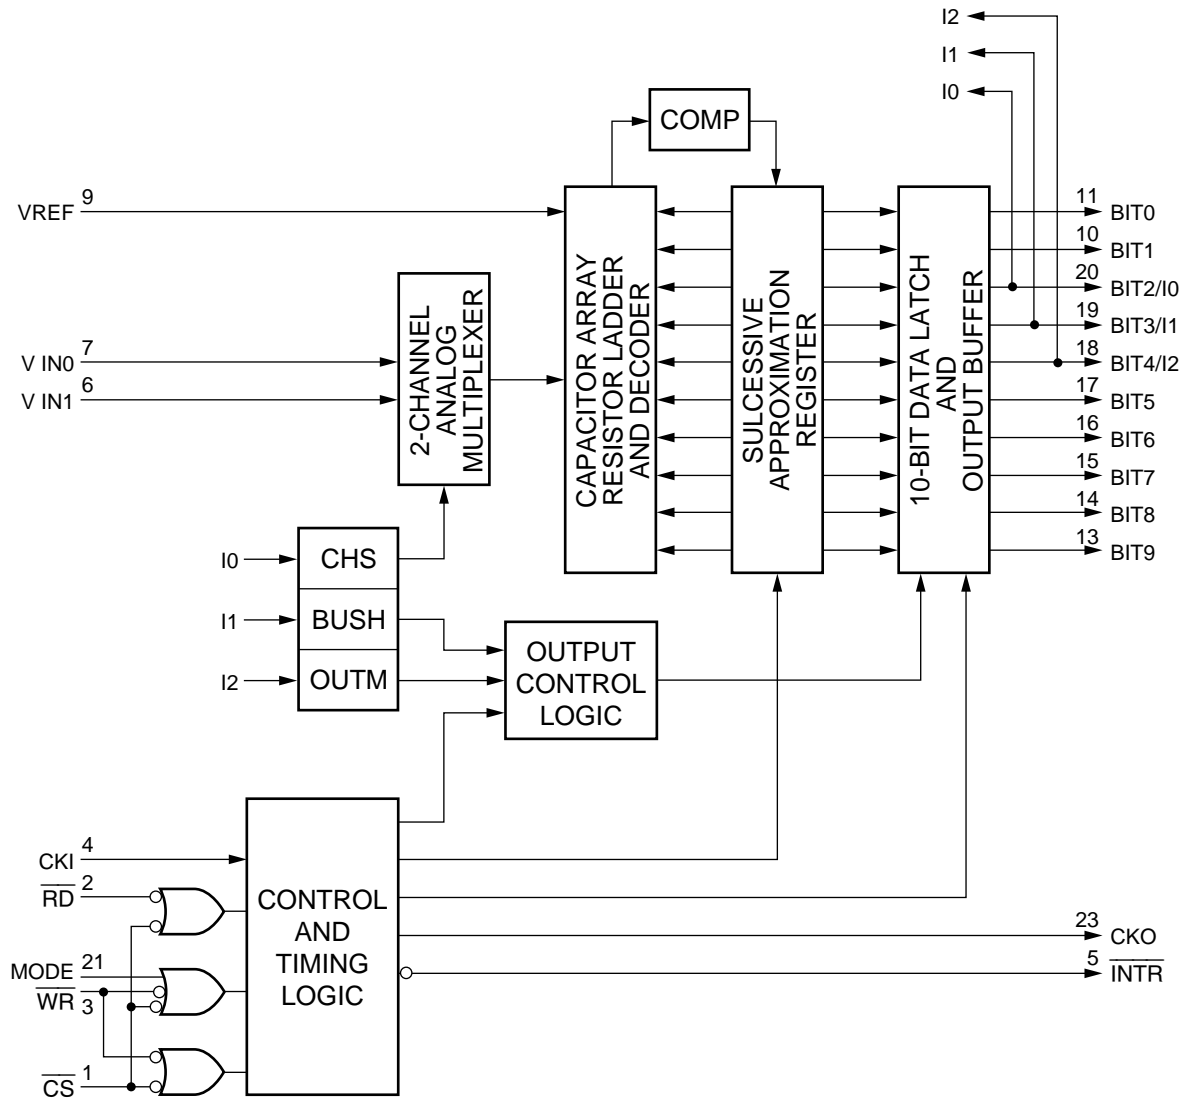 I2
I1
I0
COMP
9
VREF
11
BIT0
10
BIT1
20
BIT2/I0
19
BIT3/I1
18
BIT4/I2
17
BIT5
16
BIT6
15
BIT7
14
BIT8
13
BIT9
7
V IN0
6
V IN1
2-CHANNEL
ANALOG
MULTIPLEXER
CAPACITOR ARRAY
RESISTOR LADDER
AND DECODER
SULCESSIVE
APPROXIMATION
REGISTER
10-BIT DATA LATCH
AND
OUTPUT BUFFER
I0
CHS
I1
BUSH
I2
OUTM
OUTPUT
CONTROL
LOGIC
4
CKI
2
RD
21
MODE
WR
3
1
CS
CONTROL
AND
TIMING
LOGIC
23
CKO
5
INTR